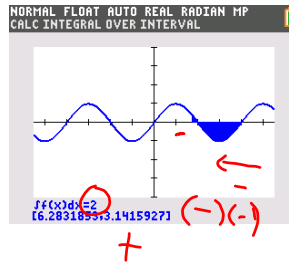 NORMAL FLOAT AUTO REAL RADIAN MP
CALC INTEGRAL OVER INTERVAL
-
-
∫f(x)dx=2
[6.2831853,3.1415927]
(-)(-)
+